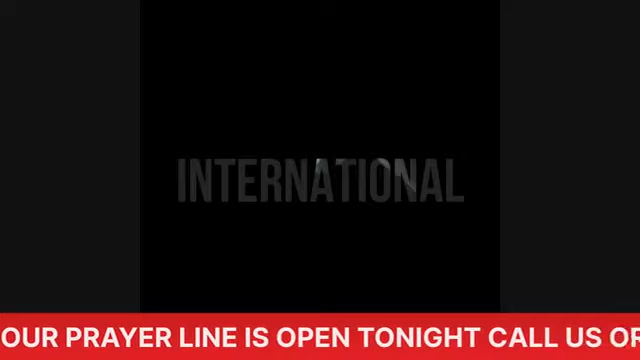 INTERNATIONAL
OUR PRAYER LINE IS OPEN TONIGHT CALL US